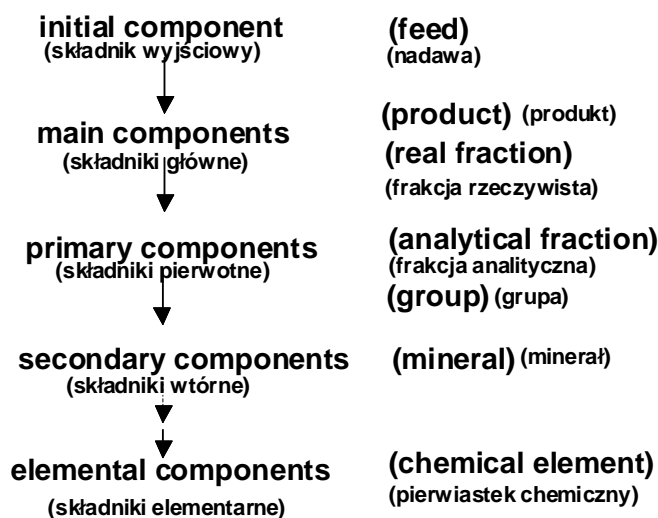 initial component (feed)
(składnik wyjściowy) (nadawa)
(product) (produkt)
main components (real fraction)
(składniki główne)
(frakcja rzeczywista)
primary components (analytical fraction)
(składniki pierwotne) (frakcja analityczna)
(group) (grupa)
secondary components (mineral) (minerał)
(składniki wtórne)
elemental components (chemical element)
(składniki elementarne) (pierwiastek chemiczny)